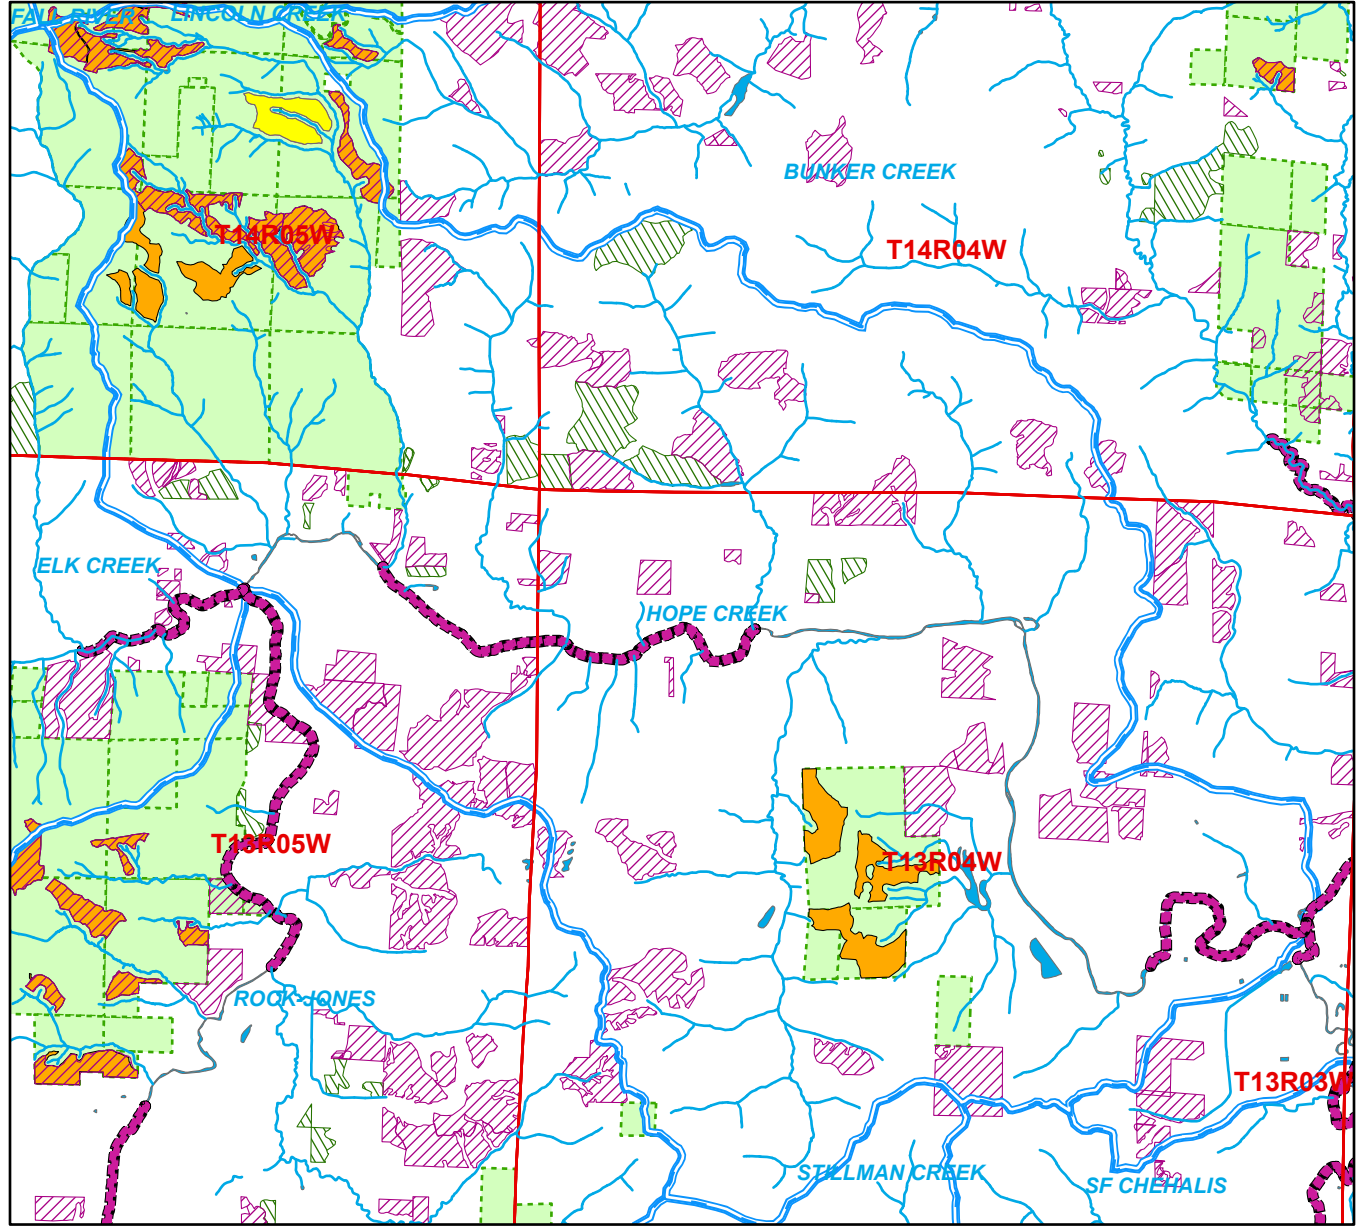 FALL RIVER
LINCOLN CREEK
BUNKER CREEK
T14R05W
T14R04W
ELK CREEK
HOPE CREEK
T13R05W
T13R04W
ROCK-JONES
T13R03W
STILLMAN CREEK
SF CHEHALIS